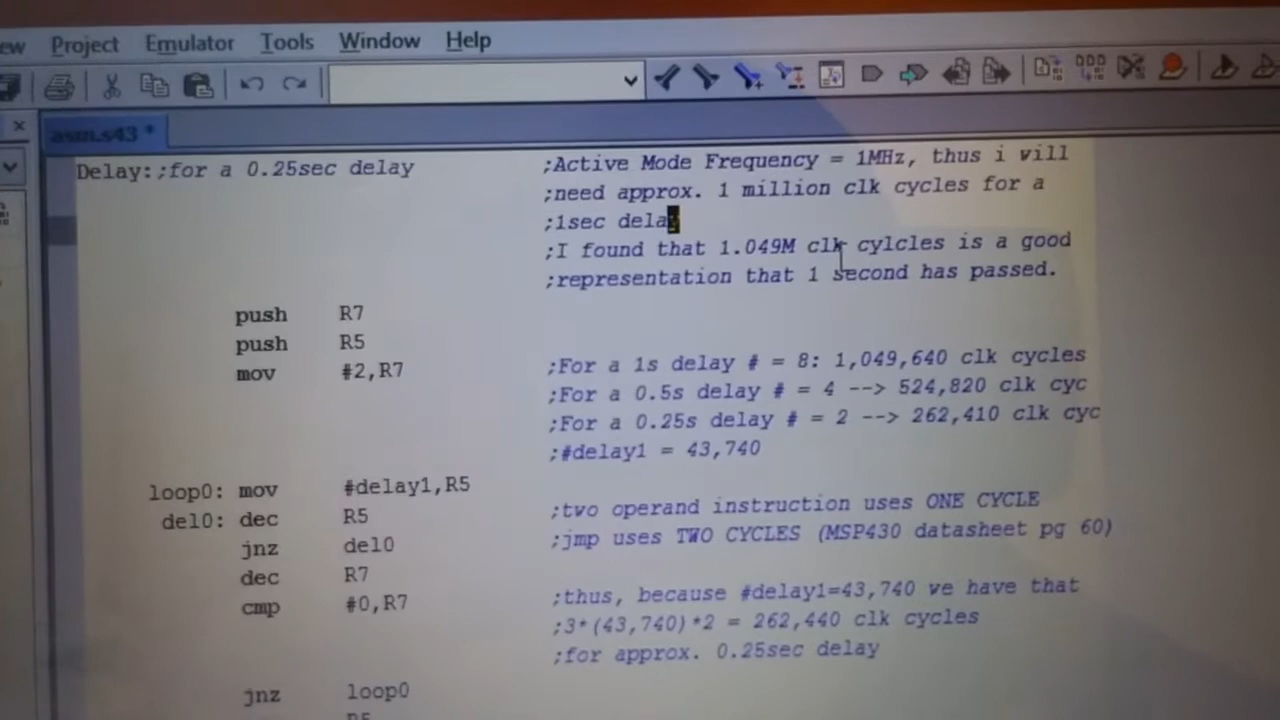 ew Project Emulator Tools Window Help
asm.s43 *
Delay:;for a 0.25sec delay ;Active Mode Frequency = 1MHz, thus i will
;need approx. 1 million clk cycles for a
;1sec delay
;I found that 1.049M clk cylcles is a good
;representation that 1 second has passed.
push R7
push R5
mov #2,R7 ;For a 1s delay # = 8: 1,049,640 clk cycles
;For a 0.5s delay # = 4 --> 524,820 clk cyc
;For a 0.25s delay # = 2 --> 262,410 clk cyc
;#delay1 = 43,740
loop0: mov #delay1,R5
del0: dec R5 ;two operand instruction uses ONE CYCLE
jnz del0 ;jmp uses TWO CYCLES (MSP430 datasheet pg 60)
dec R7
cmp #0,R7 ;thus, because #delay1=43,740 we have that
;3*(43,740)*2 = 262,440 clk cycles
;for approx. 0.25sec delay
jnz loop0
R5